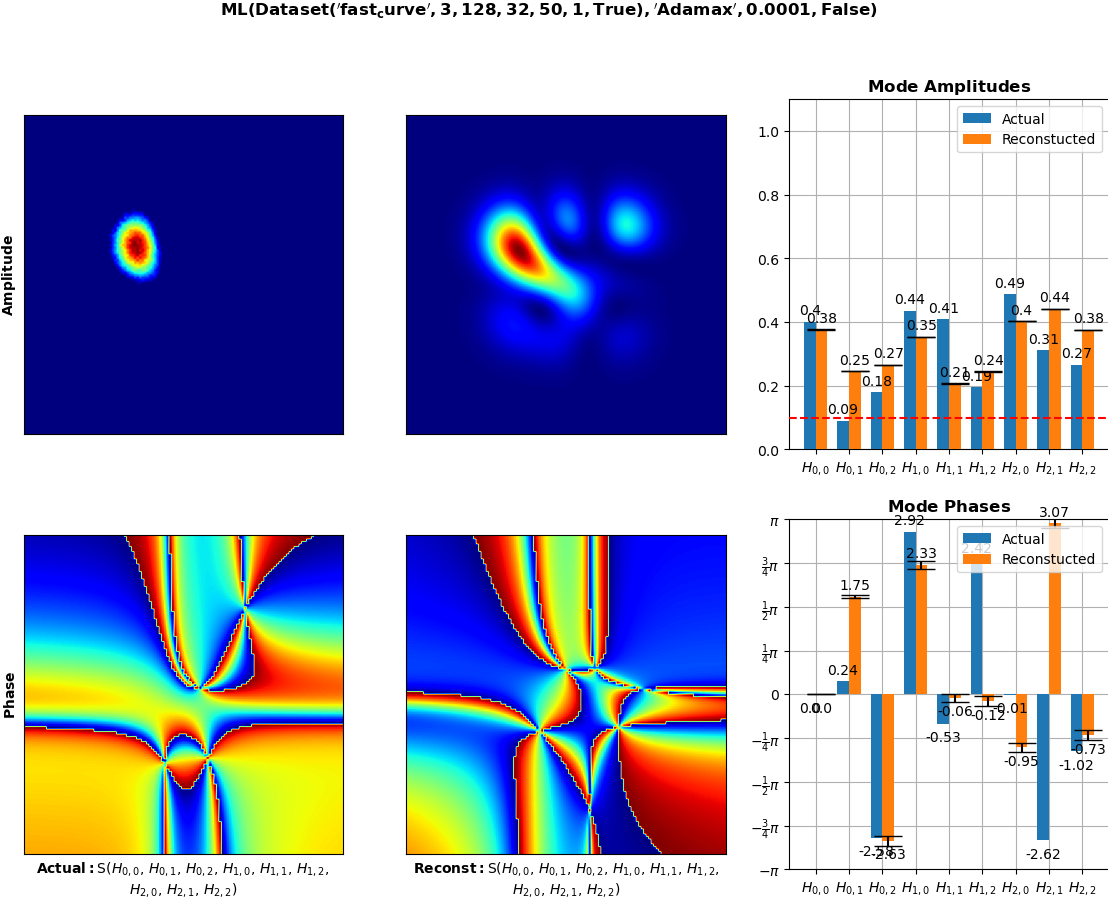 ML(Dataset('fast_curve', 3, 128, 32, 50, 1, True), 'Adamax', 0.0001, False)
Amplitude
Mode Amplitudes
Actual
Reconstucted
1.0
0.8
0.6
0.4
0.2
0.0
0.4
0.38
0.09
0.25
0.18
0.27
0.44
0.35
0.41
0.21
0.19
0.24
0.49
0.4
0.31
0.44
0.27
0.38
H0,0 H0,1 H0,2 H1,0 H1,1 H1,2 H2,0 H2,1 H2,2
Phase
Actual: S(H0,0, H0,1, H0,2, H1,0, H1,1, H1,2,
H2,0, H2,1, H2,2)
Reconst: S(H0,0, H0,1, H0,2, H1,0, H1,1, H1,2,
H2,0, H2,1, H2,2)
Mode Phases
Actual
Reconstucted
π
3/4π
1/2π
1/4π
0
−1/4π
−1/2π
−3/4π
−π
0.0
0.0
0.24
1.75
-2.58
-2.63
2.92
2.33
-0.53
-0.06
2.42
-0.12
-0.01
-0.95
-2.62
3.07
-1.02
-0.73
H0,0 H0,1 H0,2 H1,0 H1,1 H1,2 H2,0 H2,1 H2,2